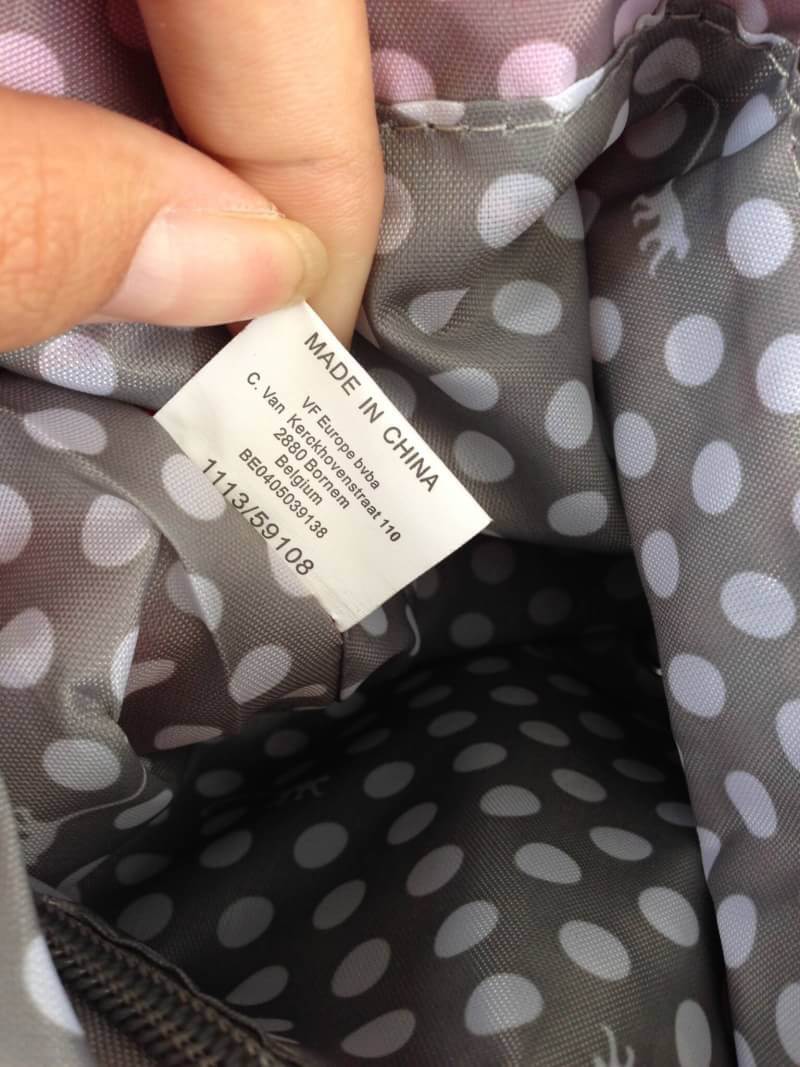 MADE IN CHINA
VF Europe bvba
C. Van Kerckhovenstraat 110
2880 Bornem
Belgium
BE0405039138
1113/59108